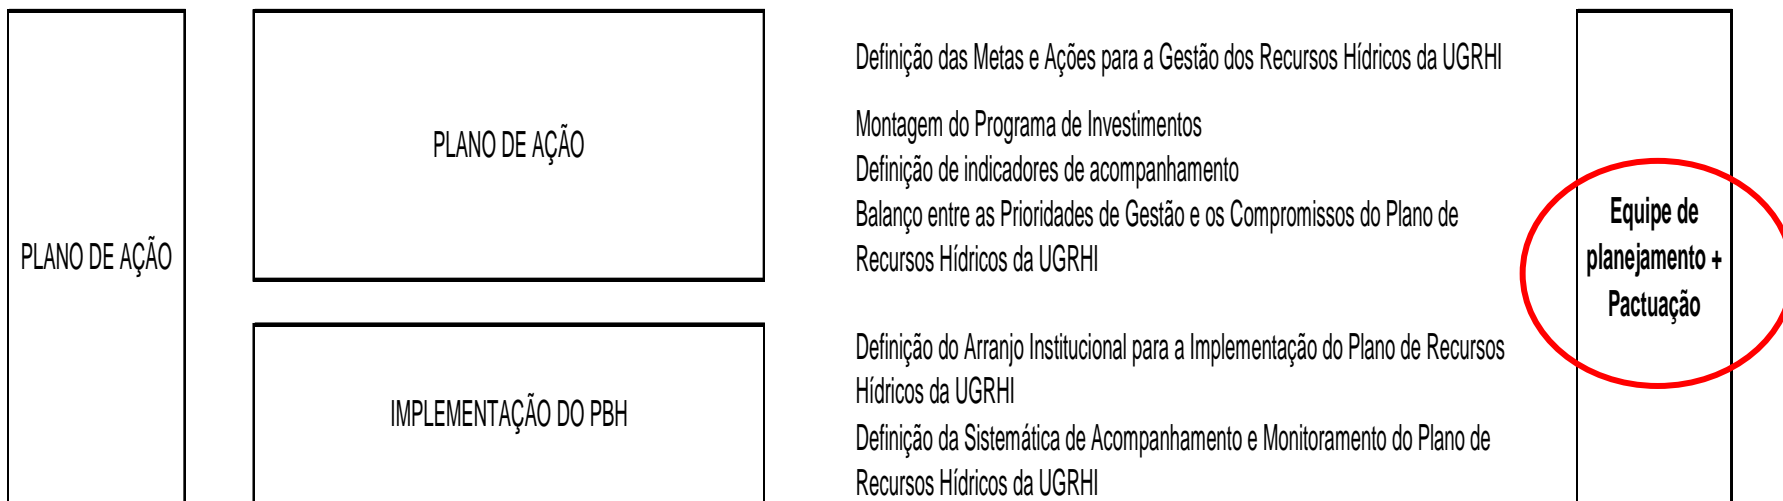 PLANO DE AÇÃO
PLANO DE AÇÃO
Definição das Metas e Ações para a Gestão dos Recursos Hídricos da UGRHI
Montagem do Programa de Investimentos
Definição de indicadores de acompanhamento
Balanço entre as Prioridades de Gestão e os Compromissos do Plano de
Recursos Hídricos da UGRHI
IMPLEMENTAÇÃO DO PBH
Definição do Arranjo Institucional para a Implementação do Plano de Recursos
Hídricos da UGRHI
Definição da Sistemática de Acompanhamento e Monitoramento do Plano de
Recursos Hídricos da UGRHI
Equipe de
planejamento +
Pactuação